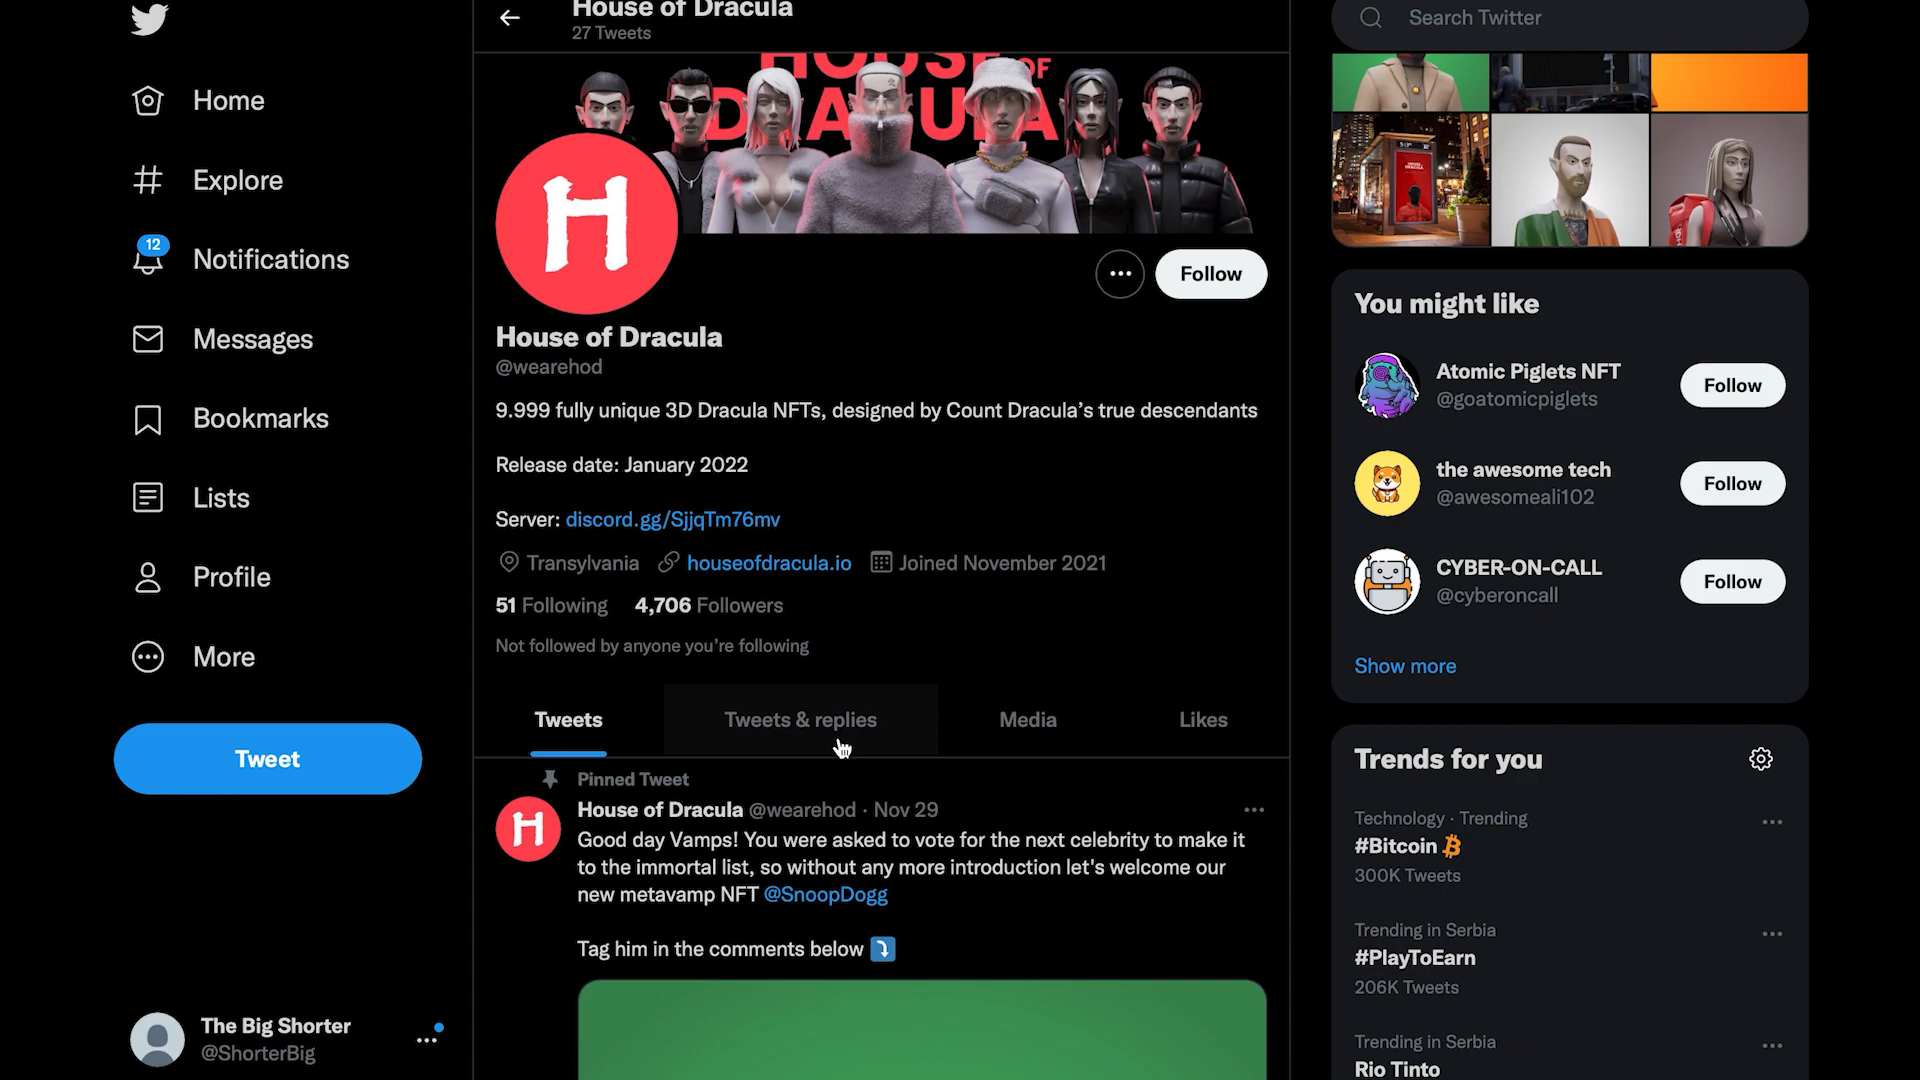 Home
Explore
12
Notifications
Messages
Bookmarks
Lists
Profile
More
Tweet
The Big Shorter
@ShorterBig
House of Dracula
27 Tweets
HOUSE OF
DRACULA
H
Follow
House of Dracula
@wearehod
9.999 fully unique 3D Dracula NFTs, designed by Count Dracula's true descendants
Release date: January 2022
Server: discord.gg/SjjqTm76mv
Transylvania houseofdracula.io Joined November 2021
51 Following 4,706 Followers
Not followed by anyone you're following
Tweets Tweets & replies Media Likes
Pinned Tweet
H
House of Dracula @wearehod · Nov 29
Good day Vamps! You were asked to vote for the next celebrity to make it
to the immortal list, so without any more introduction let's welcome our
new metavamp NFT @SnoopDogg
Tag him in the comments below
Search Twitter
You might like
Atomic Piglets NFT
@goatomicpiglets
Follow
the awesome tech
@awesomeali102
Follow
CYBER-ON-CALL
@cyberoncall
Follow
Show more
Trends for you
Technology · Trending
#Bitcoin
300K Tweets
Trending in Serbia
#PlayToEarn
206K Tweets
Trending in Serbia
Rio Tinto